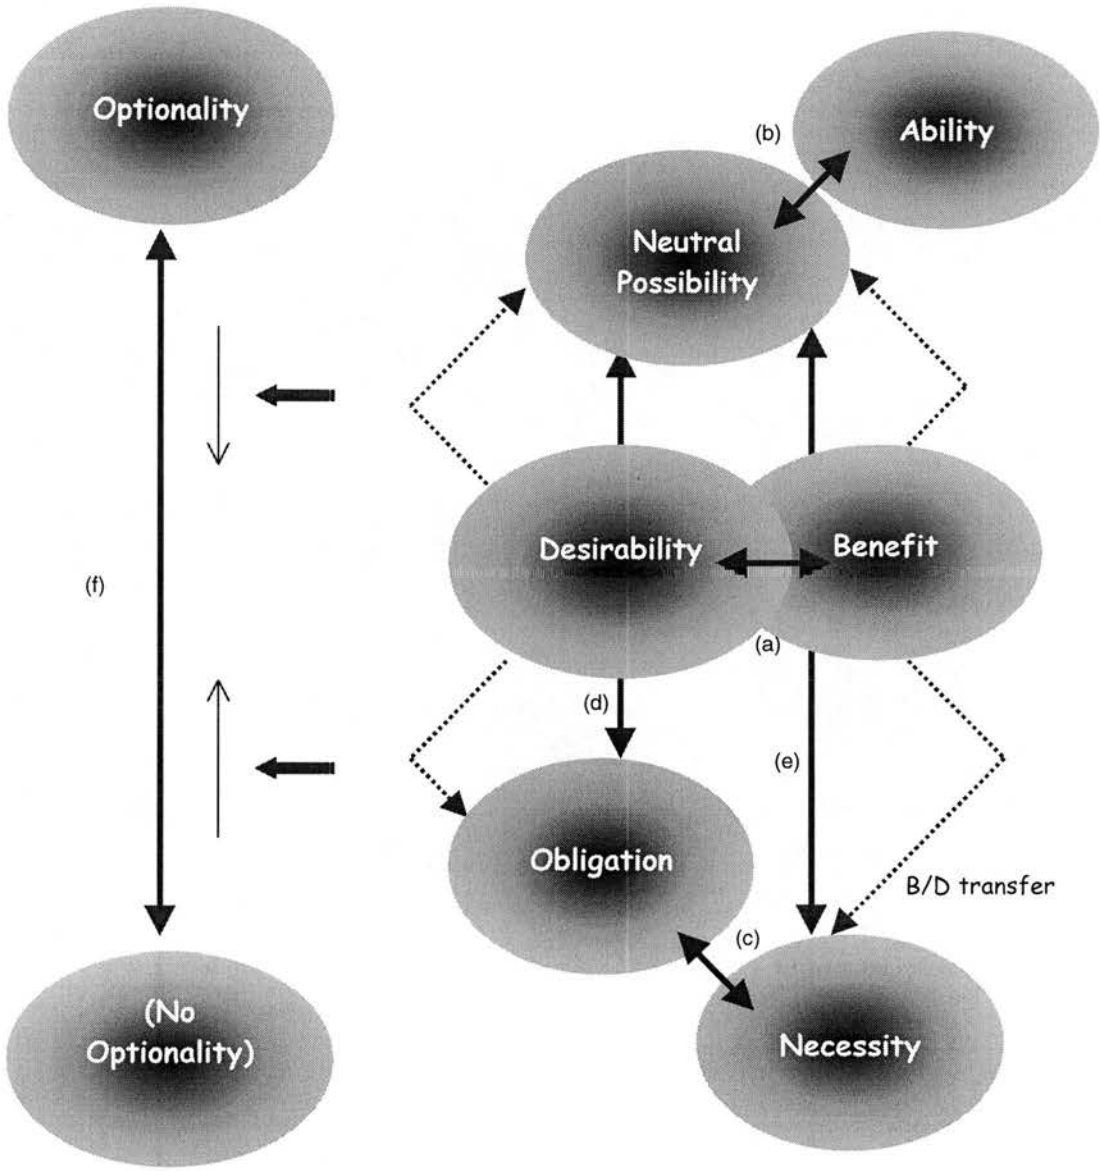 Optionality
(b)
Ability
Neutral
Possibility
Desirability
Benefit
(f)
(a)
(d)
(e)
Obligation
B/D transfer
(c)
(No
Optionality)
Necessity